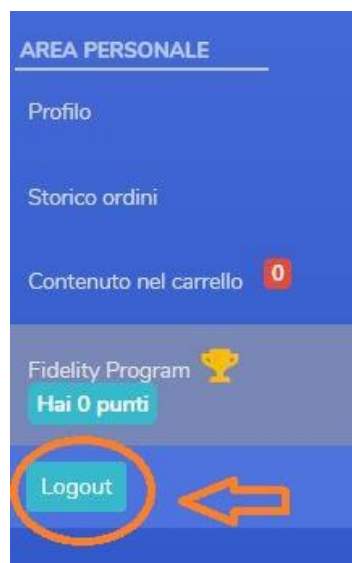 AREA PERSONALE
Profilo
Storico ordini
Contenuto nel carrello 0
Fidelity Program
Hai 0 punti
Logout